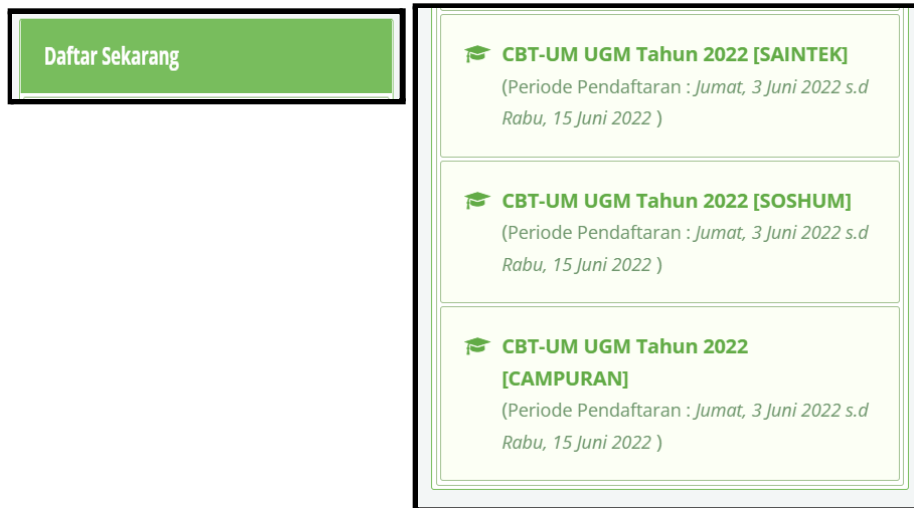 Daftar Sekarang
CBT-UM UGM Tahun 2022 [SAINTEK]
(Periode Pendaftaran : Jumat, 3 Juni 2022 s.d
Rabu, 15 Juni 2022 )
CBT-UM UGM Tahun 2022 [SOSHUM]
(Periode Pendaftaran : Jumat, 3 Juni 2022 s.d
Rabu, 15 Juni 2022 )
CBT-UM UGM Tahun 2022
[CAMPURAN]
(Periode Pendaftaran : Jumat, 3 Juni 2022 s.d
Rabu, 15 Juni 2022 )